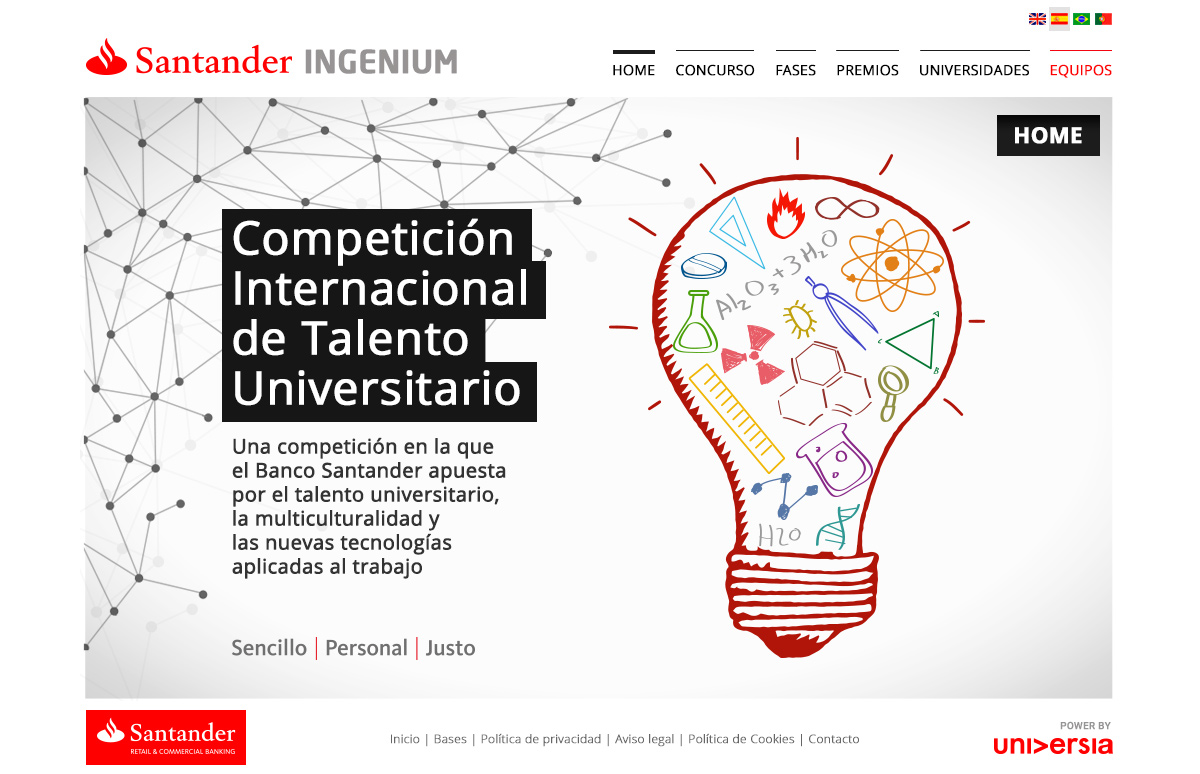 Santander INGENIUM
HOME CONCURSO FASES PREMIOS UNIVERSIDADES EQUIPOS
HOME
Competición
Internacional
de Talento
Universitario
Una competición en la que
el Banco Santander apuesta
por el talento universitario,
la multiculturalidad y
las nuevas tecnologías
aplicadas al trabajo
Sencillo | Personal | Justo
Al2O3+3H2O
A
C
B
H2O
Santander
RETAIL & COMMERCIAL BANKING
Inicio | Bases | Política de privacidad | Aviso legal | Política de Cookies | Contacto
POWER BY
universia